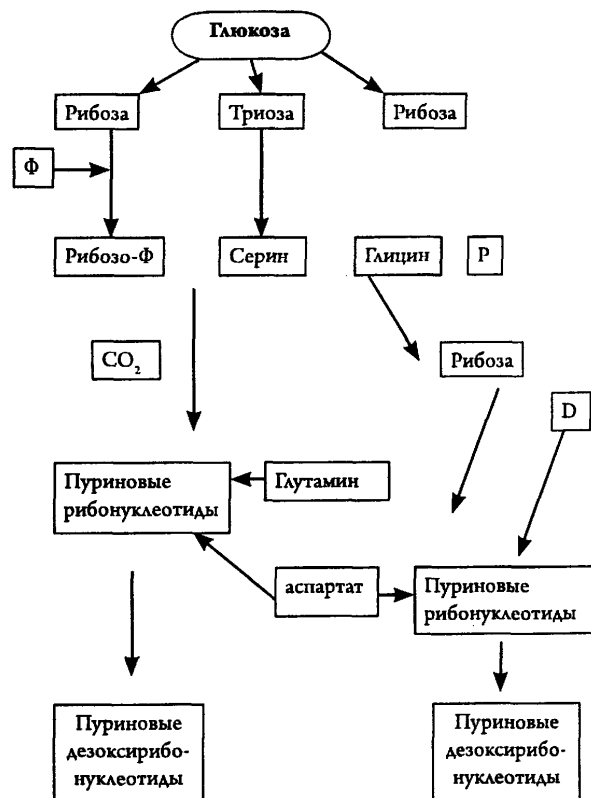 Глюкоза
Рибоза
Триоза
Рибоза
Ф
Рибозо-Ф
Серин
Глицин
P
CO₂
Рибоза
D
Пуриновые
рибонуклеотиды
Глутамин
аспартат
Пуриновые
рибонуклеотиды
Пуриновые
дезоксирибо-
нуклеотиды
Пуриновые
дезоксирибо-
нуклеотиды